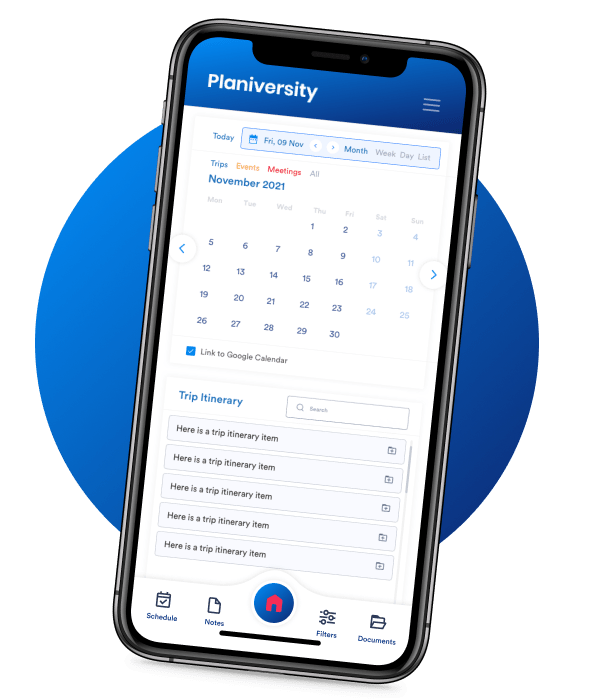 Planiversity
Today Fri, 09 Nov Month Week Day List
Trips Events Meetings All
November 2021
Mon Tue Wed Thu Fri Sat Sun
1 2 3 4
5 6 7 8 9 10 11
12 13 14 15 16 17 18
19 20 21 22 23 24 25
26 27 28 29 30
Link to Google Calendar
Trip Itinerary Search
Here is a trip itinerary item
Here is a trip itinerary item
Here is a trip itinerary item
Here is a trip itinerary item
Here is a trip itinerary item
Schedule Notes Filters Documents